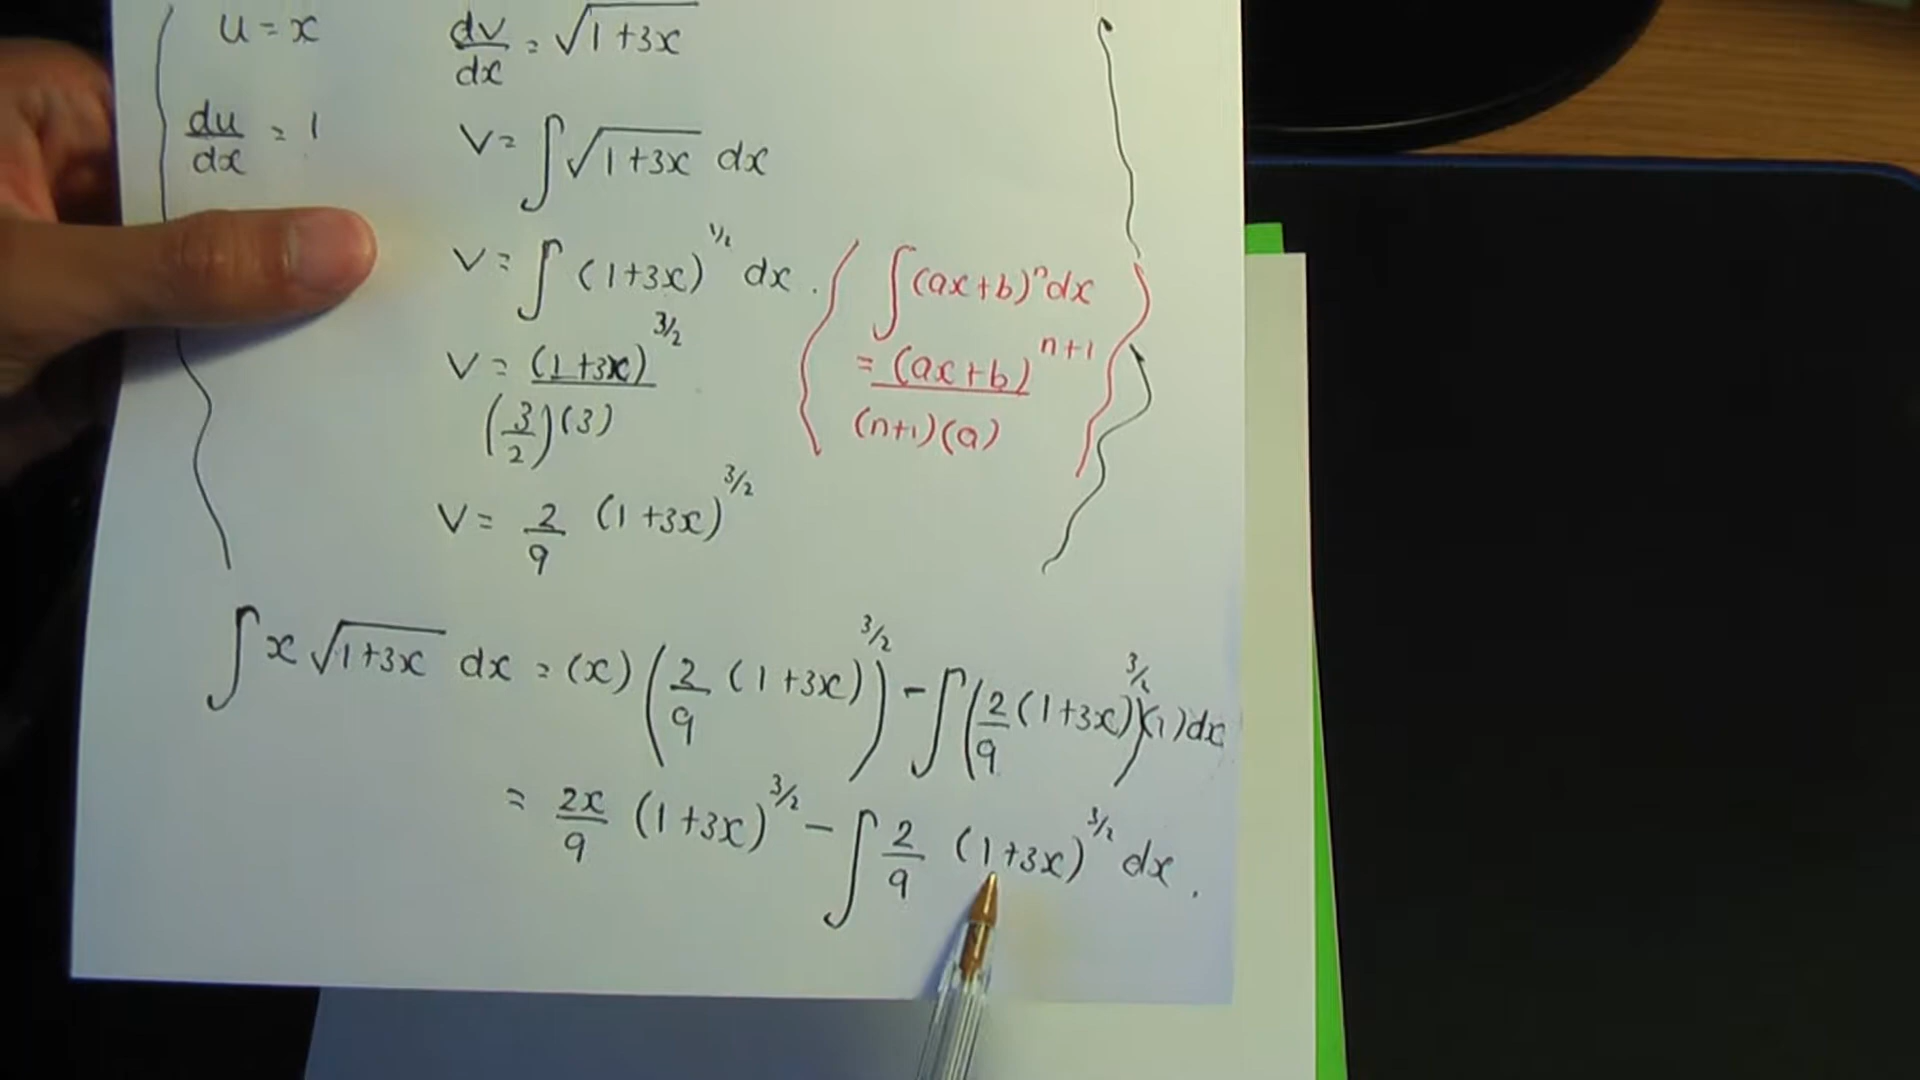 u = x dv/dx = √(1+3x)
du/dx = 1 v = ∫ √(1+3x) dx
v = ∫ (1+3x)^(1/2) dx . ∫(ax+b)^n dx
v = (1+3x)^(3/2) / (3/2)(3) = (ax+b)^(n+1) / (n+1)(a)
v = 2/9 (1+3x)^(3/2)
∫ x √(1+3x) dx = (x) (2/9 (1+3x))^(3/2) - ∫ (2/9 (1+3x)^(3/2))(1) dx
= 2x/9 (1+3x)^(3/2) - ∫ 2/9 (1+3x)^(3/2) dx .